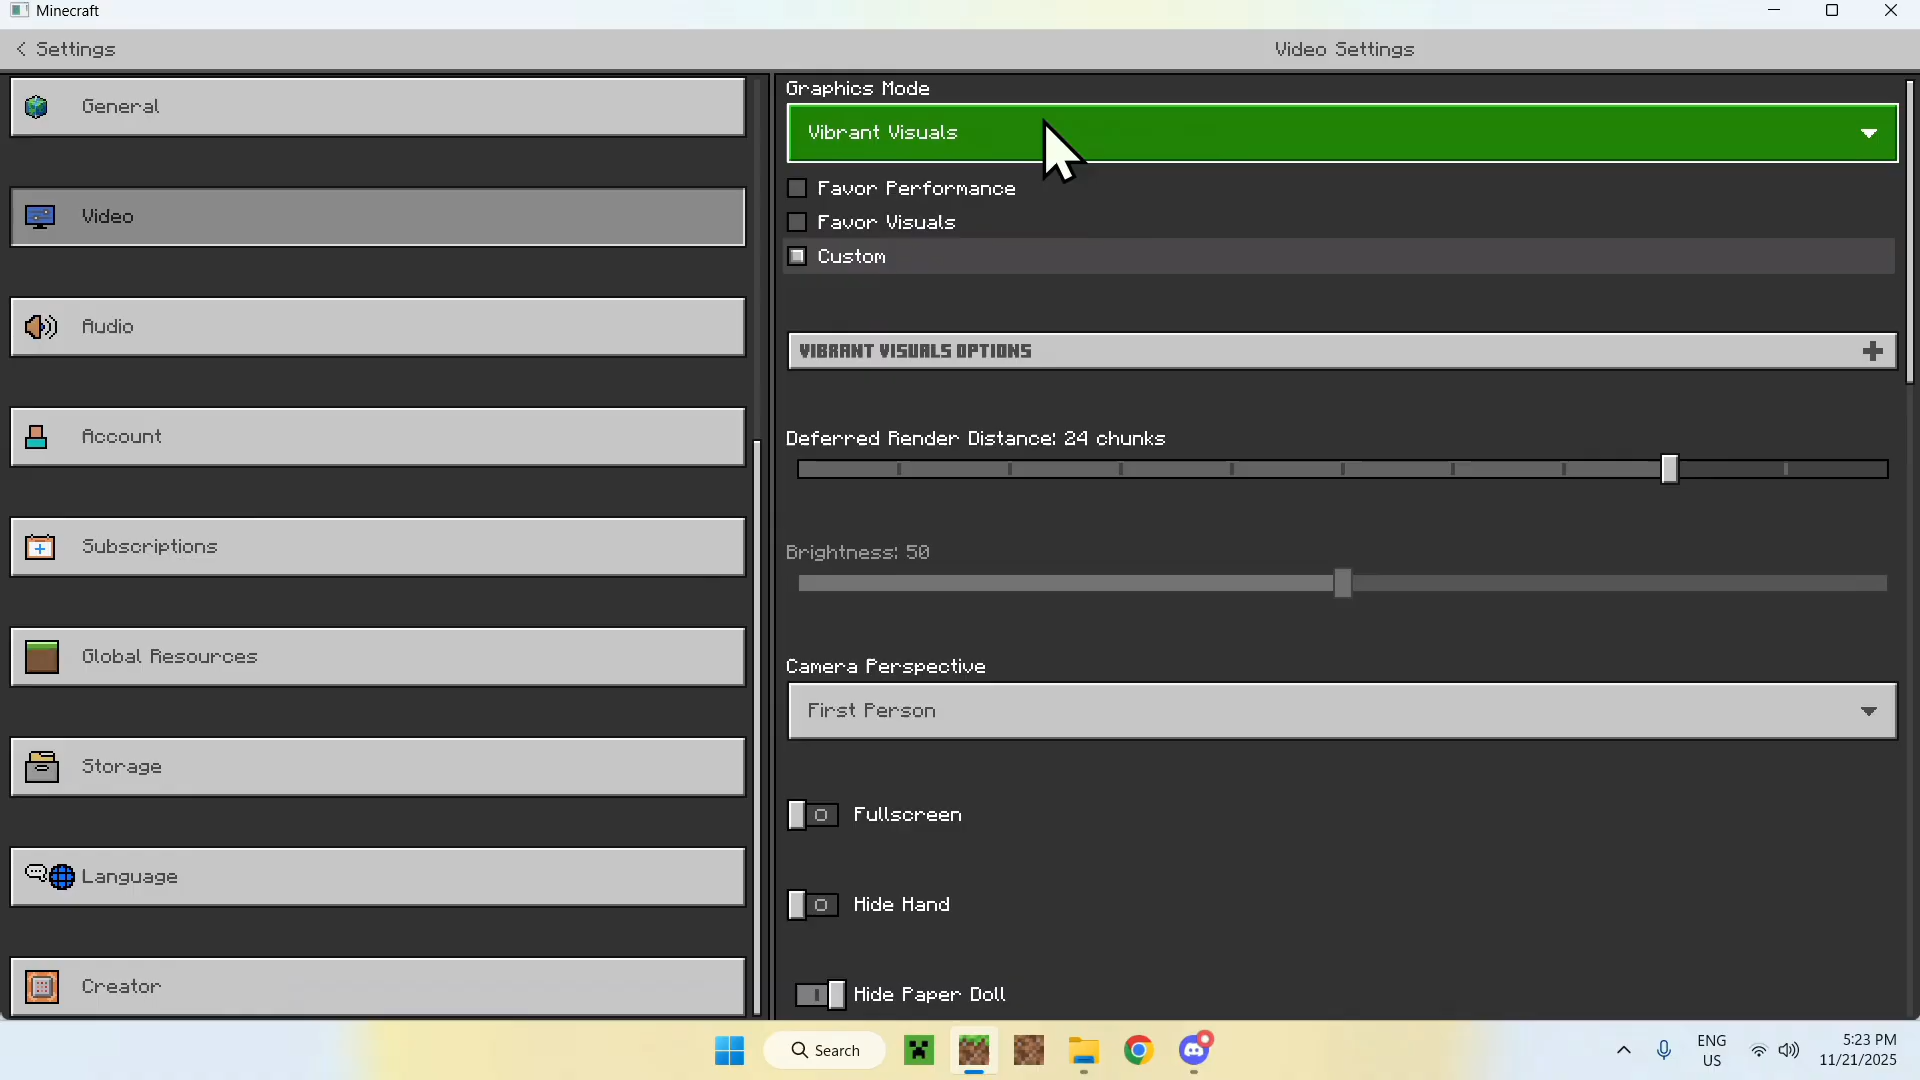 Minecraft
Settings
Video Settings
General
Video
Audio
Account
Subscriptions
Global Resources
Storage
Language
Creator
Graphics Mode
Vibrant Visuals
Favor Performance
Favor Visuals
Custom
VIBRANT VISUALS OPTIONS
Deferred Render Distance: 24 chunks
Brightness: 50
Camera Perspective
First Person
Fullscreen
Hide Hand
Hide Paper Doll
Search
ENG
US
5:23 PM
11/21/2025